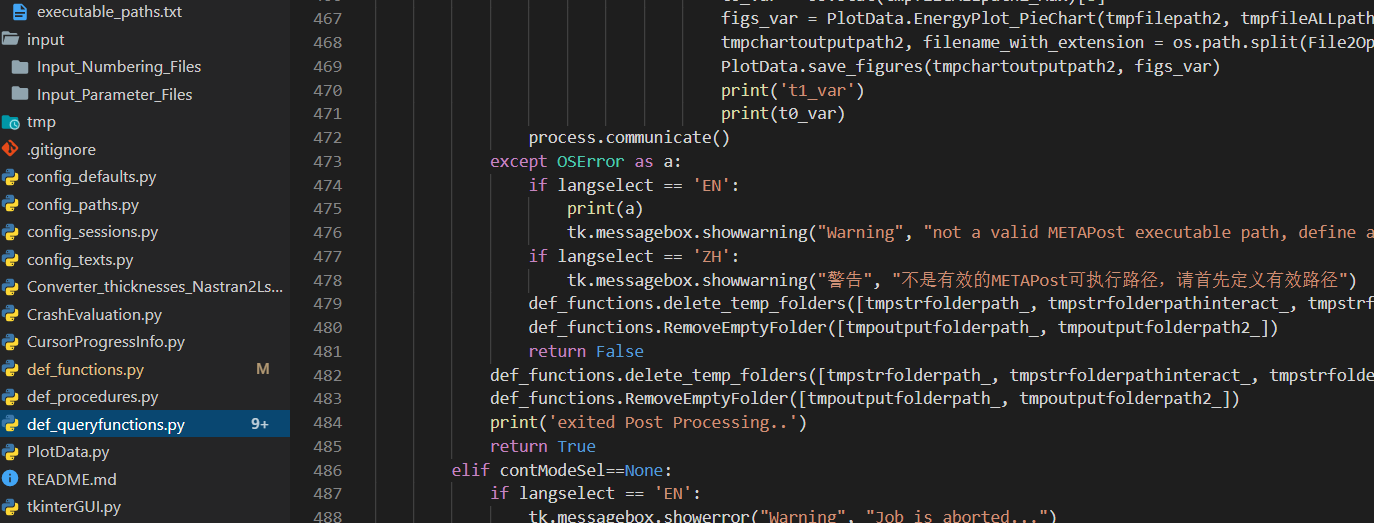 executable_paths.txt
input
Input_Numbering_Files
Input_Parameter_Files
tmp
.gitignore
config_defaults.py
config_paths.py
config_sessions.py
config_texts.py
Converter_thicknesses_Nastran2Ls...
CrashEvaluation.py
CursorProgressInfo.py
def_functions.py M
def_procedures.py
def_queryfunctions.py 9+
PlotData.py
README.md
tkinterGUI.py
467 figs_var = PlotData.EnergyPlot_PieChart(tmpfilepath2, tmpfileALLpath
468 tmpchartoutputpath2, filename_with_extension = os.path.split(File2Op
469 PlotData.save_figures(tmpchartoutputpath2, figs_var)
470 print('t1_var')
471 print(t0_var)
472 process.communicate()
473 except OSError as a:
474 if langselect == 'EN':
475 print(a)
476 tk.messagebox.showwarning("Warning", "not a valid METAPost executable path, define a
477 if langselect == 'ZH':
478 tk.messagebox.showwarning("警告", "不是有效的METAPost可执行路径，请首先定义有效路径")
479 def_functions.delete_temp_folders([tmpstrfolderpath_, tmpstrfolderpathinteract_, tmpstrf
480 def_functions.RemoveEmptyFolder([tmpoutputfolderpath_, tmpoutputfolderpath2_])
481 return False
482 def_functions.delete_temp_folders([tmpstrfolderpath_, tmpstrfolderpathinteract_, tmpstrfolde
483 def_functions.RemoveEmptyFolder([tmpoutputfolderpath_, tmpoutputfolderpath2_])
484 print('exited Post Processing..')
485 return True
486 elif contModeSel==None:
487 if langselect == 'EN':
488 tk.messagebox.showerror("Warning", "Job is aborted...")